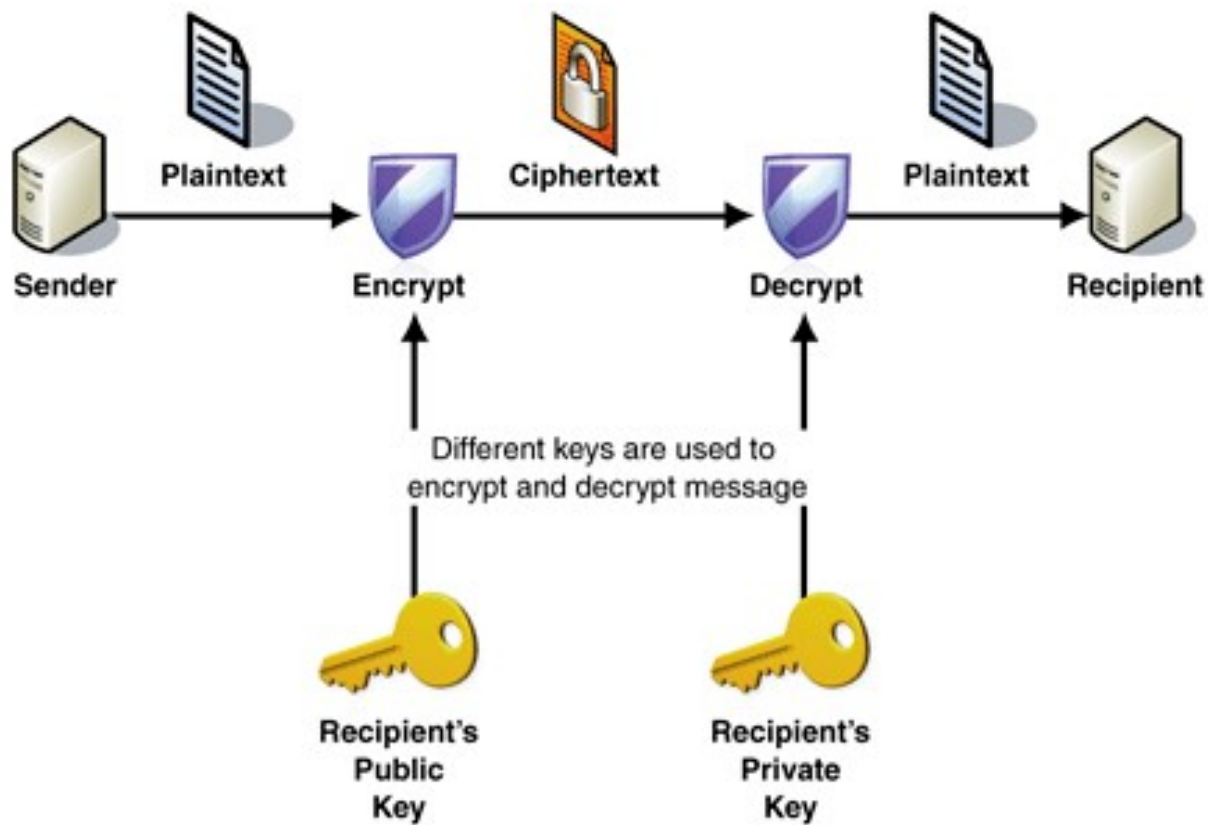 Plaintext
Ciphertext
Plaintext
Sender
Encrypt
Decrypt
Recipient
Different keys are used to
encrypt and decrypt message
Recipient's
Public
Key
Recipient's
Private
Key